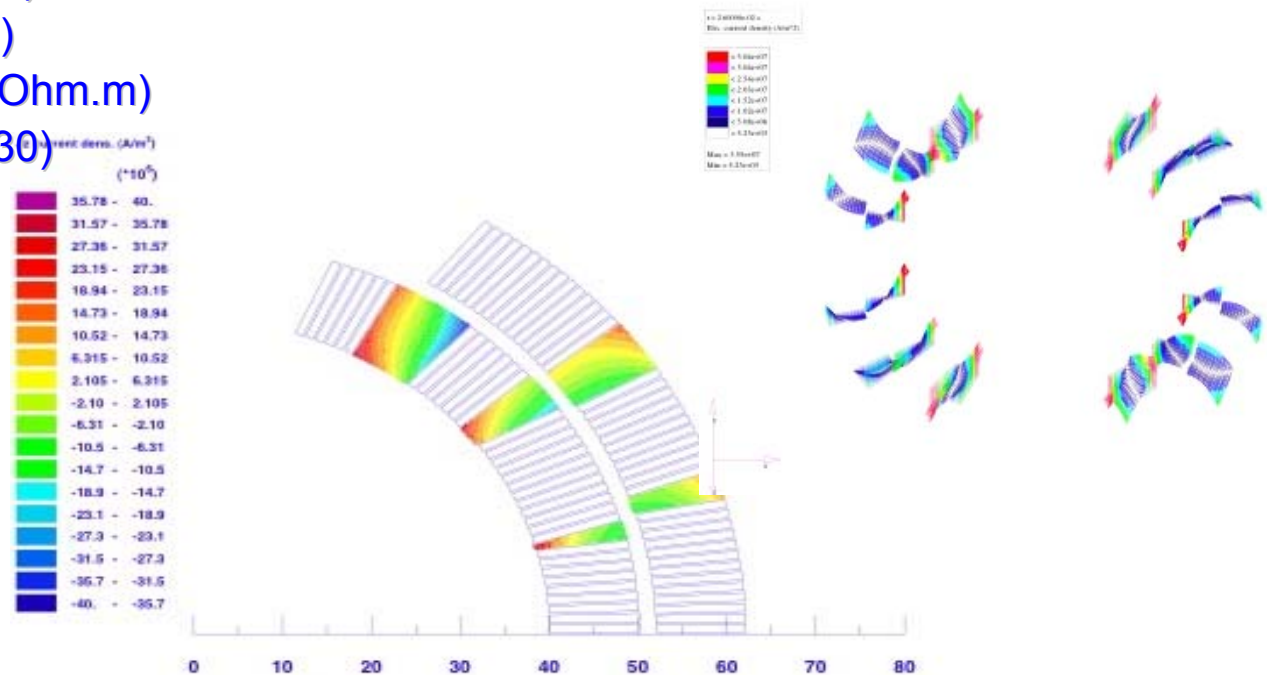 )
Ohm.m)
30)
rrent dens. (A/m²)
(*10⁶)
35.78 - 40.
31.57 - 35.78
27.36 - 31.57
23.15 - 27.36
18.94 - 23.15
14.73 - 18.94
10.52 - 14.73
6.315 - 10.52
2.105 - 6.315
-2.10 - 2.105
-6.31 - -2.10
-10.5 - -6.31
-14.7 - -10.5
-18.9 - -14.7
-23.1 - -18.9
-27.3 - -23.1
-31.5 - -27.3
-35.7 - -31.5
-40. - -35.7
0 10 20 30 40 50 60 70 80
current density